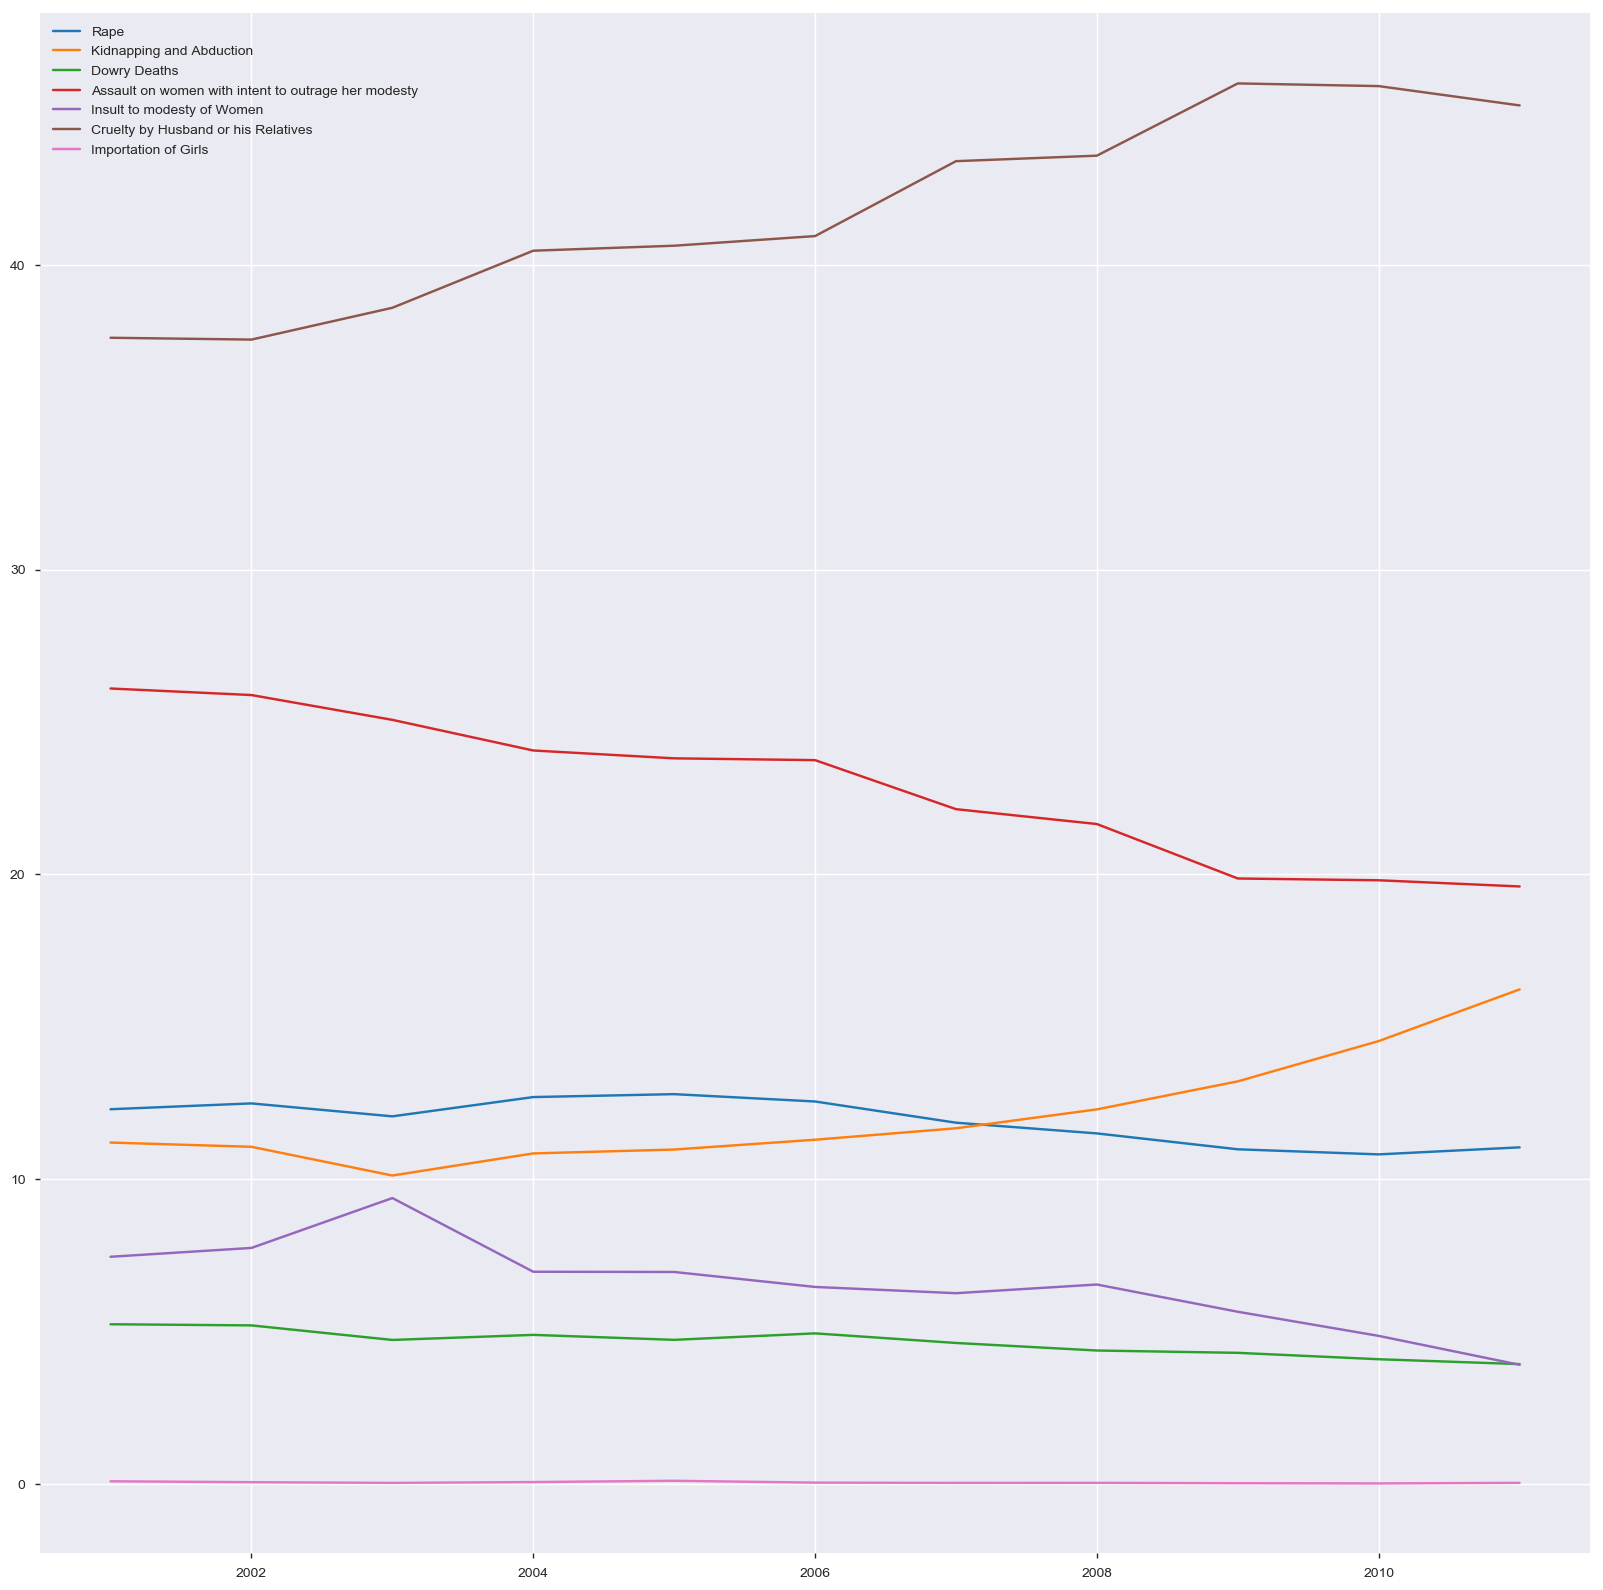 Rape
Kidnapping and Abduction
Dowry Deaths
Assault on women with intent to outrage her modesty
Insult to modesty of Women
Cruelty by Husband or his Relatives
Importation of Girls
40
30
20
10
0
2002 2004 2006 2008 2010